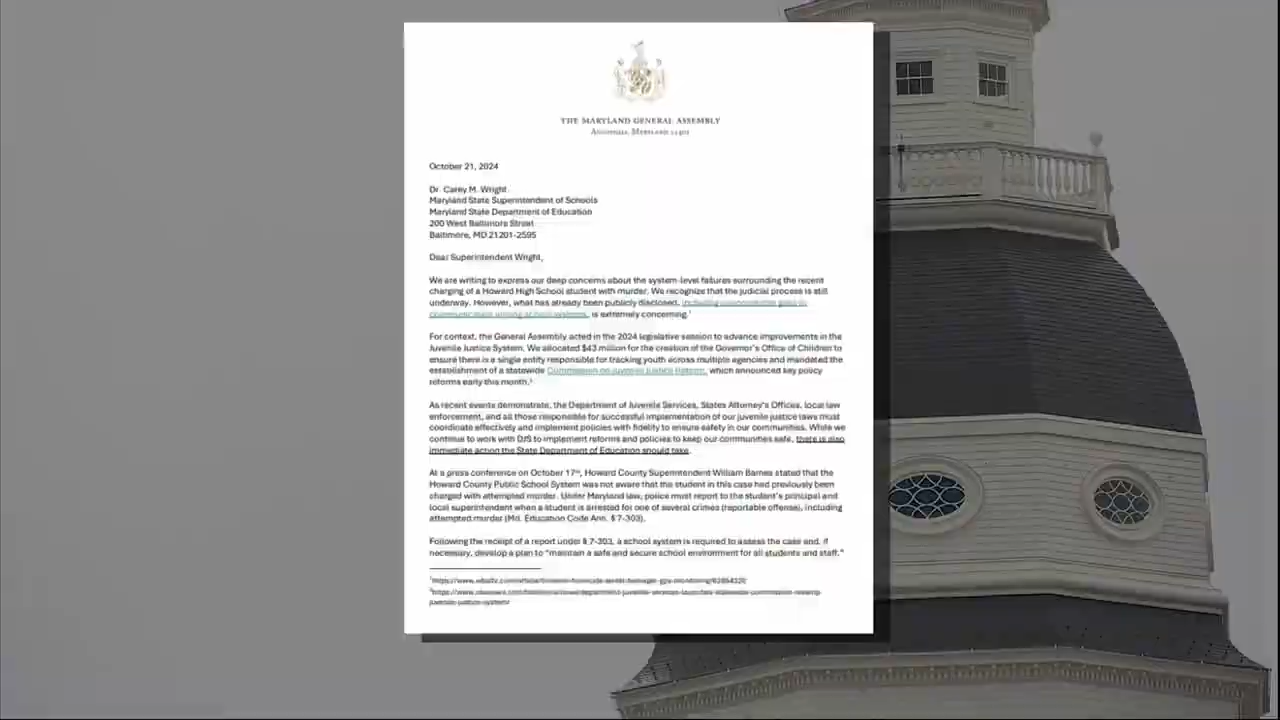 THE MARYLAND GENERAL ASSEMBLY
Annapolis, Maryland 21401
October 21, 2024
Dr. Carey M. Wright
Maryland State Superintendent of Schools
Maryland State Department of Education
200 West Baltimore Street
Baltimore, MD 21201-2595
Dear Superintendent Wright,
We are writing to express our deep concerns about the system-level failures surrounding the recent
charging of a Howard High School student with murder. We recognize that the judicial process is still
underway. However, what has already been publicly disclosed, including
communication among is extremely concerning.¹
For context, the General Assembly acted in the 2024 legislative session to advance improvements in the
Juvenile Justice System. We allocated $43 million for the creation of the Governor's Office of Children to
ensure there is a single entity responsible for tracking youth across multiple agencies and mandated the
establishment of a statewide Commission on Juvenile Justice Reform, which announced key policy
reforms early this month.²
As recent events demonstrate, the Department of Juvenile Services, States Attorney's Offices, local law
enforcement, and all those responsible for successful implementation of our juvenile justice laws must
coordinate effectively and implement policies with fidelity to ensure safety in our communities. While we
continue to work with DJS to implement reforms and policies to keep our communities safe, there is also
immediate action the State Department of Education should take.
At a press conference on October 17ᵗʰ, Howard County Superintendent William Barnes stated that the
Howard County Public School System was not aware that the student in this case had previously been
charged with attempted murder. Under Maryland law, police must report to the student's principal and
local superintendent when a student is arrested for one of several crimes (reportable offense), including
attempted murder (Md. Education Code Ann. § 7-303).
Following the receipt of a report under § 7-303, a school system is required to assess the case and, if
necessary, develop a plan to "maintain a safe and secure school environment for all students and staff."